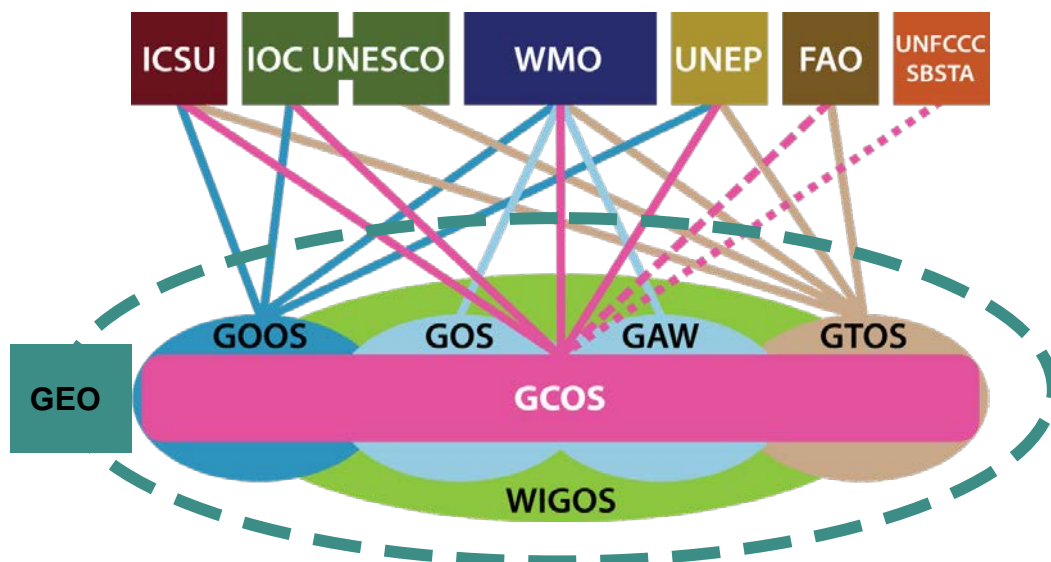 ICSU
IOC UNESCO
WMO
UNEP
FAO
UNFCCC
SBSTA
GOOS
GOS
GAW
GTOS
GEO
GCOS
WIGOS